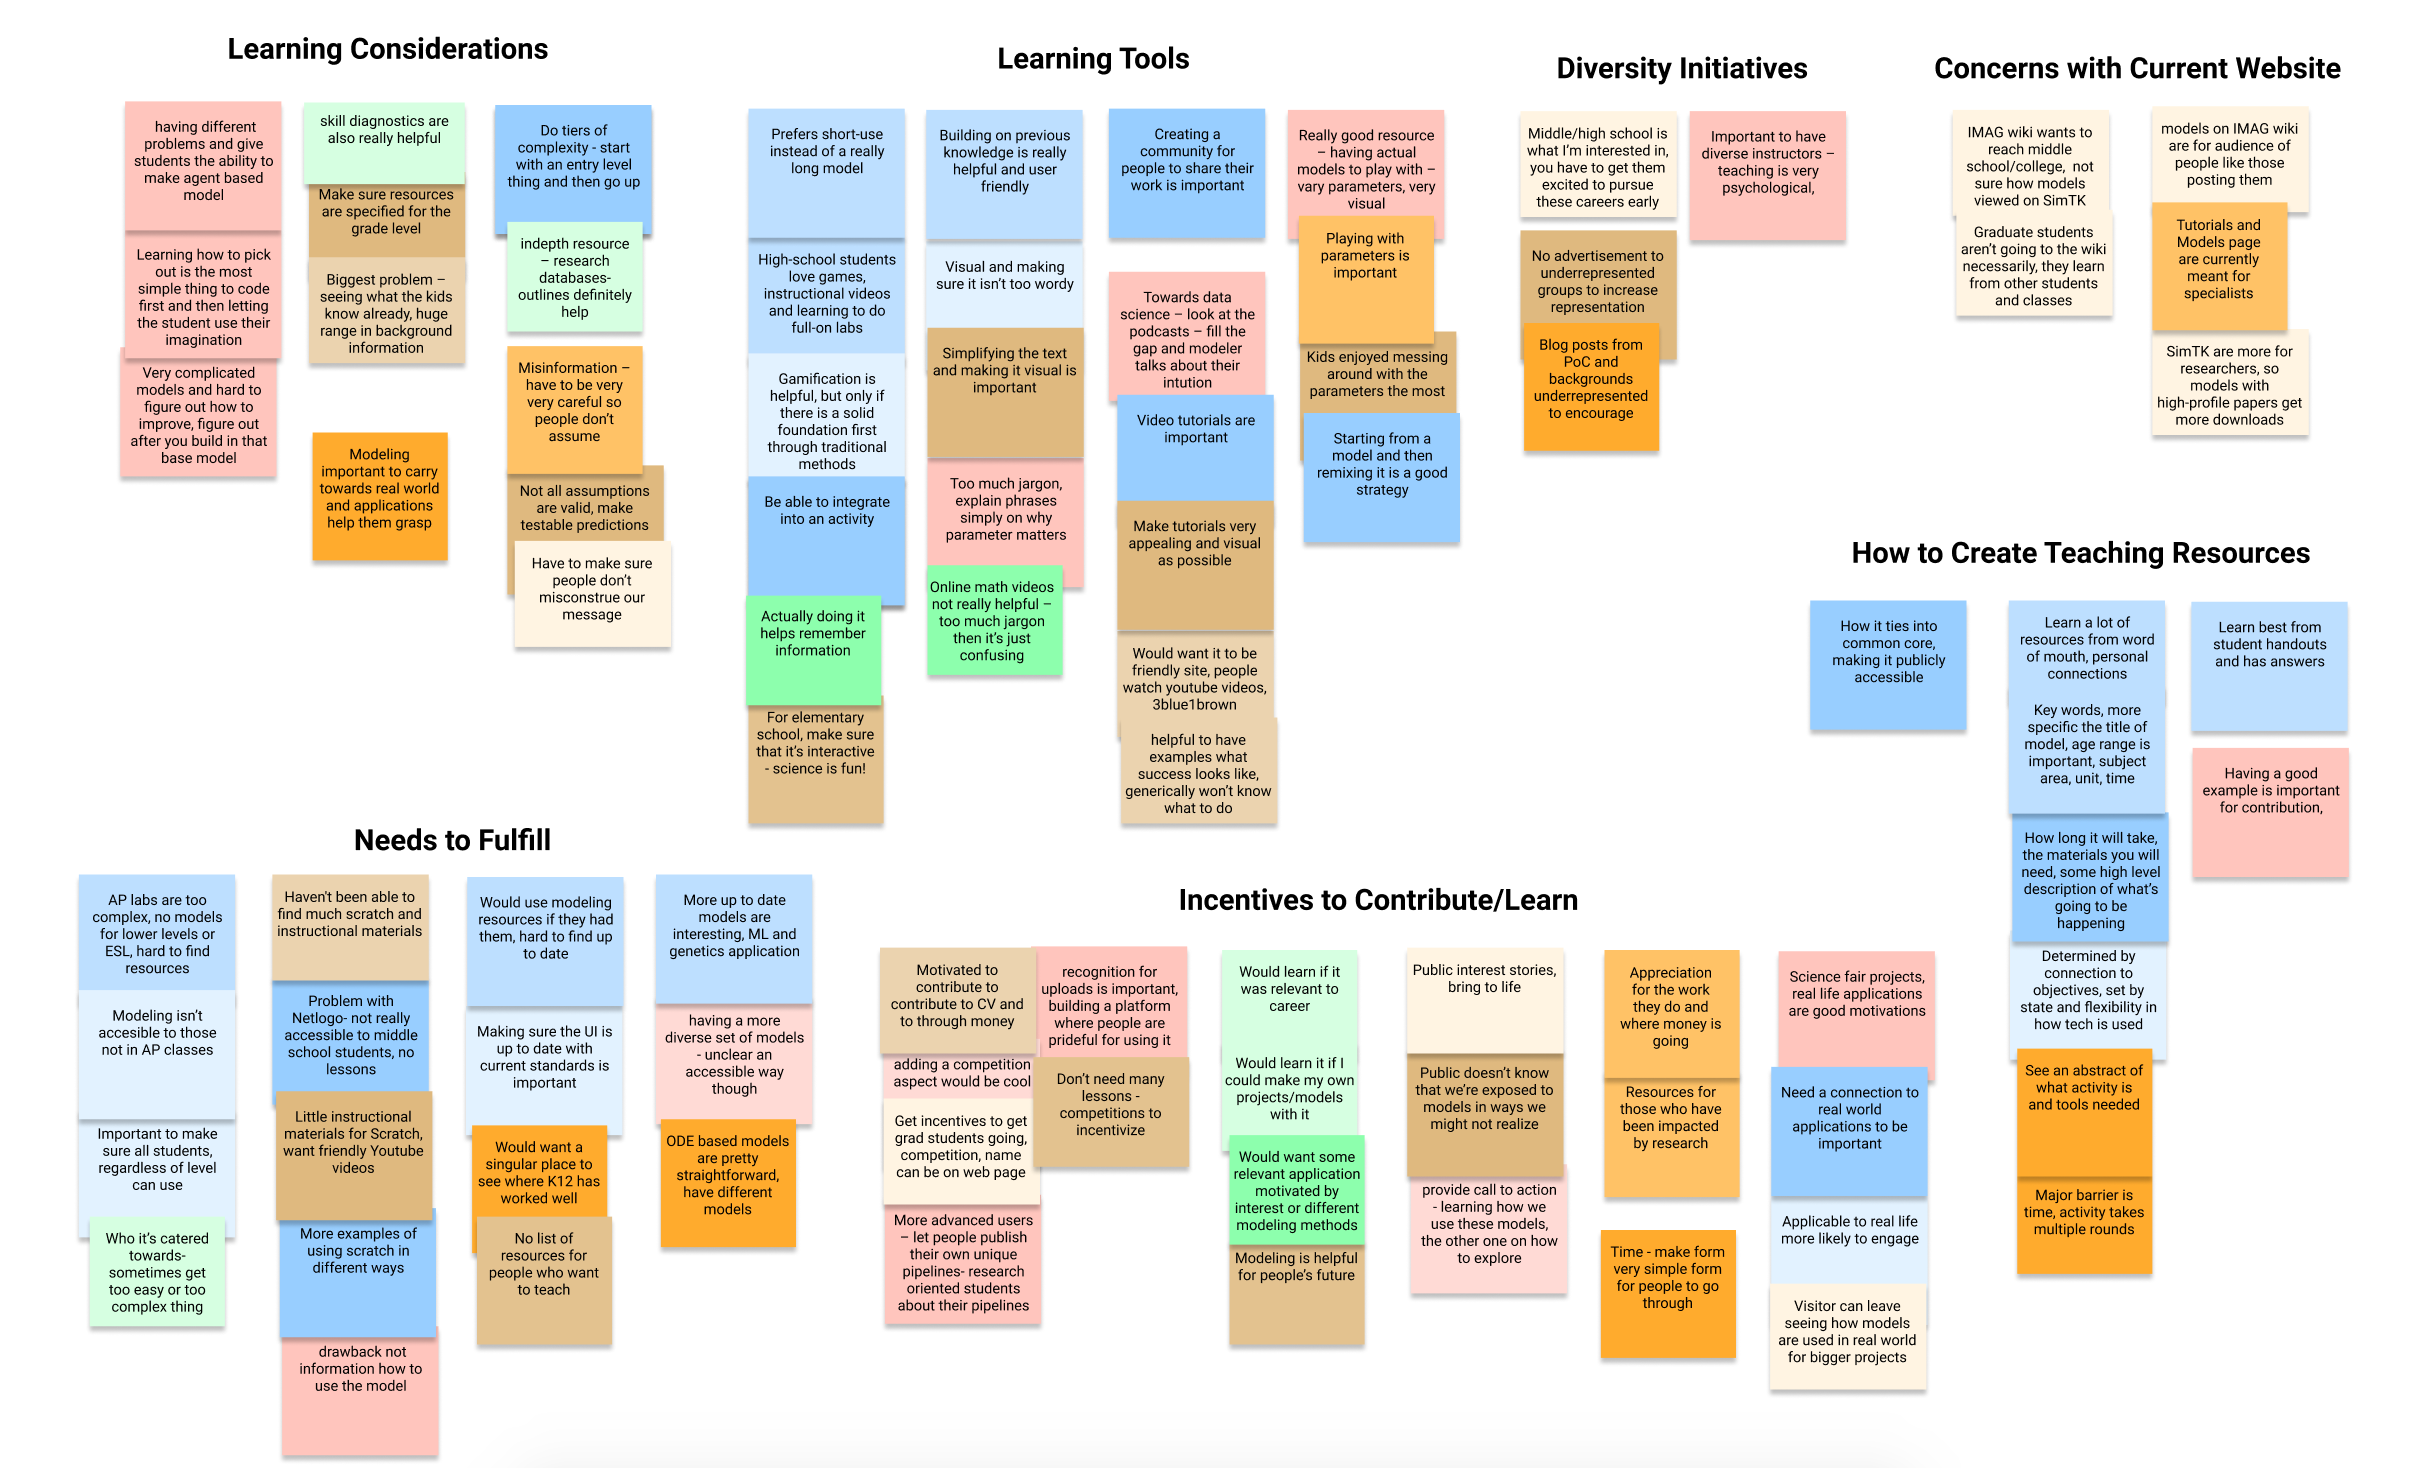 Learning Considerations
having different
problems and give
students the ability to
make agent based
model
Learning how to pick
out is the most
simple thing to code
first and then letting
the student use their
imagination
Very complicated
models and hard to
figure out how to
improve, figure out
after you build in that
base model
skill diagnostics are
also really helpful
Make sure resources
are specified for the
grade level
Biggest problem –
seeing what the kids
know already, huge
range in background
information
Modeling
important to carry
towards real world
and applications
help them grasp
Do tiers of
complexity - start
with an entry level
thing and then go up
indepth resource
– research
databases-
outlines definitely
help
Misinformation –
have to be very
very careful so
people don’t
assume
Not all assumptions
are valid, make
testable predictions
Have to make sure
people don’t
misconstrue our
message
Learning Tools
Prefers short-use
instead of a really
long model
High-school students
love games,
instructional videos
and learning to do
full-on labs
Gamification is
helpful, but only if
there is a solid
foundation first
through traditional
methods
Be able to integrate
into an activity
Actually doing it
helps remember
information
For elementary
school, make sure
that it’s interactive
- science is fun!
Building on previous
knowledge is really
helpful and user
friendly
Visual and making
sure it isn’t too wordy
Simplifying the text
and making it visual is
important
Too much jargon,
explain phrases
simply on why
parameter matters
Online math videos
not really helpful –
too much jargon
then it’s just
confusing
Creating a
community for
people to share their
work is important
Towards data
science – look at the
podcasts – fill the
gap and modeler
talks about their
intution
Video tutorials are
important
Make tutorials very
appealing and visual
as possible
Would want it to be
friendly site, people
watch youtube videos,
3blue1brown
helpful to have
examples what
success looks like,
generically won’t know
what to do
Really good resource
– having actual
models to play with –
vary parameters, very
visual
Playing with
parameters is
important
Kids enjoyed messing
around with the
parameters the most
Starting from a
model and then
remixing it is a good
strategy
Diversity Initiatives
Middle/high school is
what I’m interested in,
you have to get them
excited to pursue
these careers early
No advertisement to
underrepresented
groups to increase
representation
Blog posts from
PoC and
backgrounds
underrepresented
to encourage
Important to have
diverse instructors –
teaching is very
psychological,
Concerns with Current Website
IMAG wiki wants to
reach middle
school/college,  not
sure how models
viewed on SimTK
Graduate students
aren’t going to the wiki
necessarily, they learn
from other students
and classes
models on IMAG wiki
are for audience of
people like those
posting them
Tutorials and
Models page
are currently
meant for
specialists
SimTK are more for
researchers, so
models with
high-profile papers get
more downloads
How to Create Teaching Resources
How it ties into
common core,
making it publicly
accessible
Learn a lot of
resources from word
of mouth, personal
connections
Key words, more
specific the title of
model, age range is
important, subject
area, unit, time
How long it will take,
the materials you will
need, some high level
description of what’s
going to be
happening
Determined by
connection to
objectives, set by
state and flexibility in
how tech is used
See an abstract of
what activity is
and tools needed
Major barrier is
time, activity takes
multiple rounds
Learn best from
student handouts
and has answers
Having a good
example is important
for contribution,
Needs to Fulfill
AP labs are too
complex, no models
for lower levels or
ESL, hard to find
resources
Modeling isn’t
accesible to those
not in AP classes
Important to make
sure all students,
regardless of level
can use
Who it’s catered
towards-
sometimes get
too easy or too
complex thing
Haven't been able to
find much scratch and
instructional materials
Problem with
Netlogo- not really
accessible to middle
school students, no
lessons
Little instructional
materials for Scratch,
want friendly Youtube
videos
More examples of
using scratch in
different ways
drawback not
information how to
use the model
Would use modeling
resources if they had
them, hard to find up
to date
Making sure the UI is
up to date with
current standards is
important
Would want a
singular place to
see where K12 has
worked well
No list of
resources for
people who want
to teach
More up to date
models are
interesting, ML and
genetics application
having a more
diverse set of models
- unclear an
accessible way
though
ODE based models
are pretty
straightforward,
have different
models
Incentives to Contribute/Learn
Motivated to
contribute to
contribute to CV and
to through money
adding a competition
aspect would be cool
Get incentives to get
grad students going,
competition, name
can be on web page
More advanced users
– let people publish
their own unique
pipelines- research
oriented students
about their pipelines
recognition for
uploads is important,
building a platform
where people are
prideful for using it
Don’t need many
lessons -
competitions to
incentivize
Would learn if it
was relevant to
career
Would learn it if I
could make my own
projects/models
with it
Would want some
relevant application
motivated by
interest or different
modeling methods
Modeling is helpful
for people’s future
Public interest stories,
bring to life
Public doesn’t know
that we’re exposed to
models in ways we
might not realize
provide call to action
- learning how we
use these models,
the other one on how
to explore
Appreciation
for the work
they do and
where money is
going
Resources for
those who have
been impacted
by research
Time - make form
very simple form
for people to go
through
Science fair projects,
real life applications
are good motivations
Need a connection to
real world
applications to be
important
Applicable to real life
more likely to engage
Visitor can leave
seeing how models
are used in real world
for bigger projects